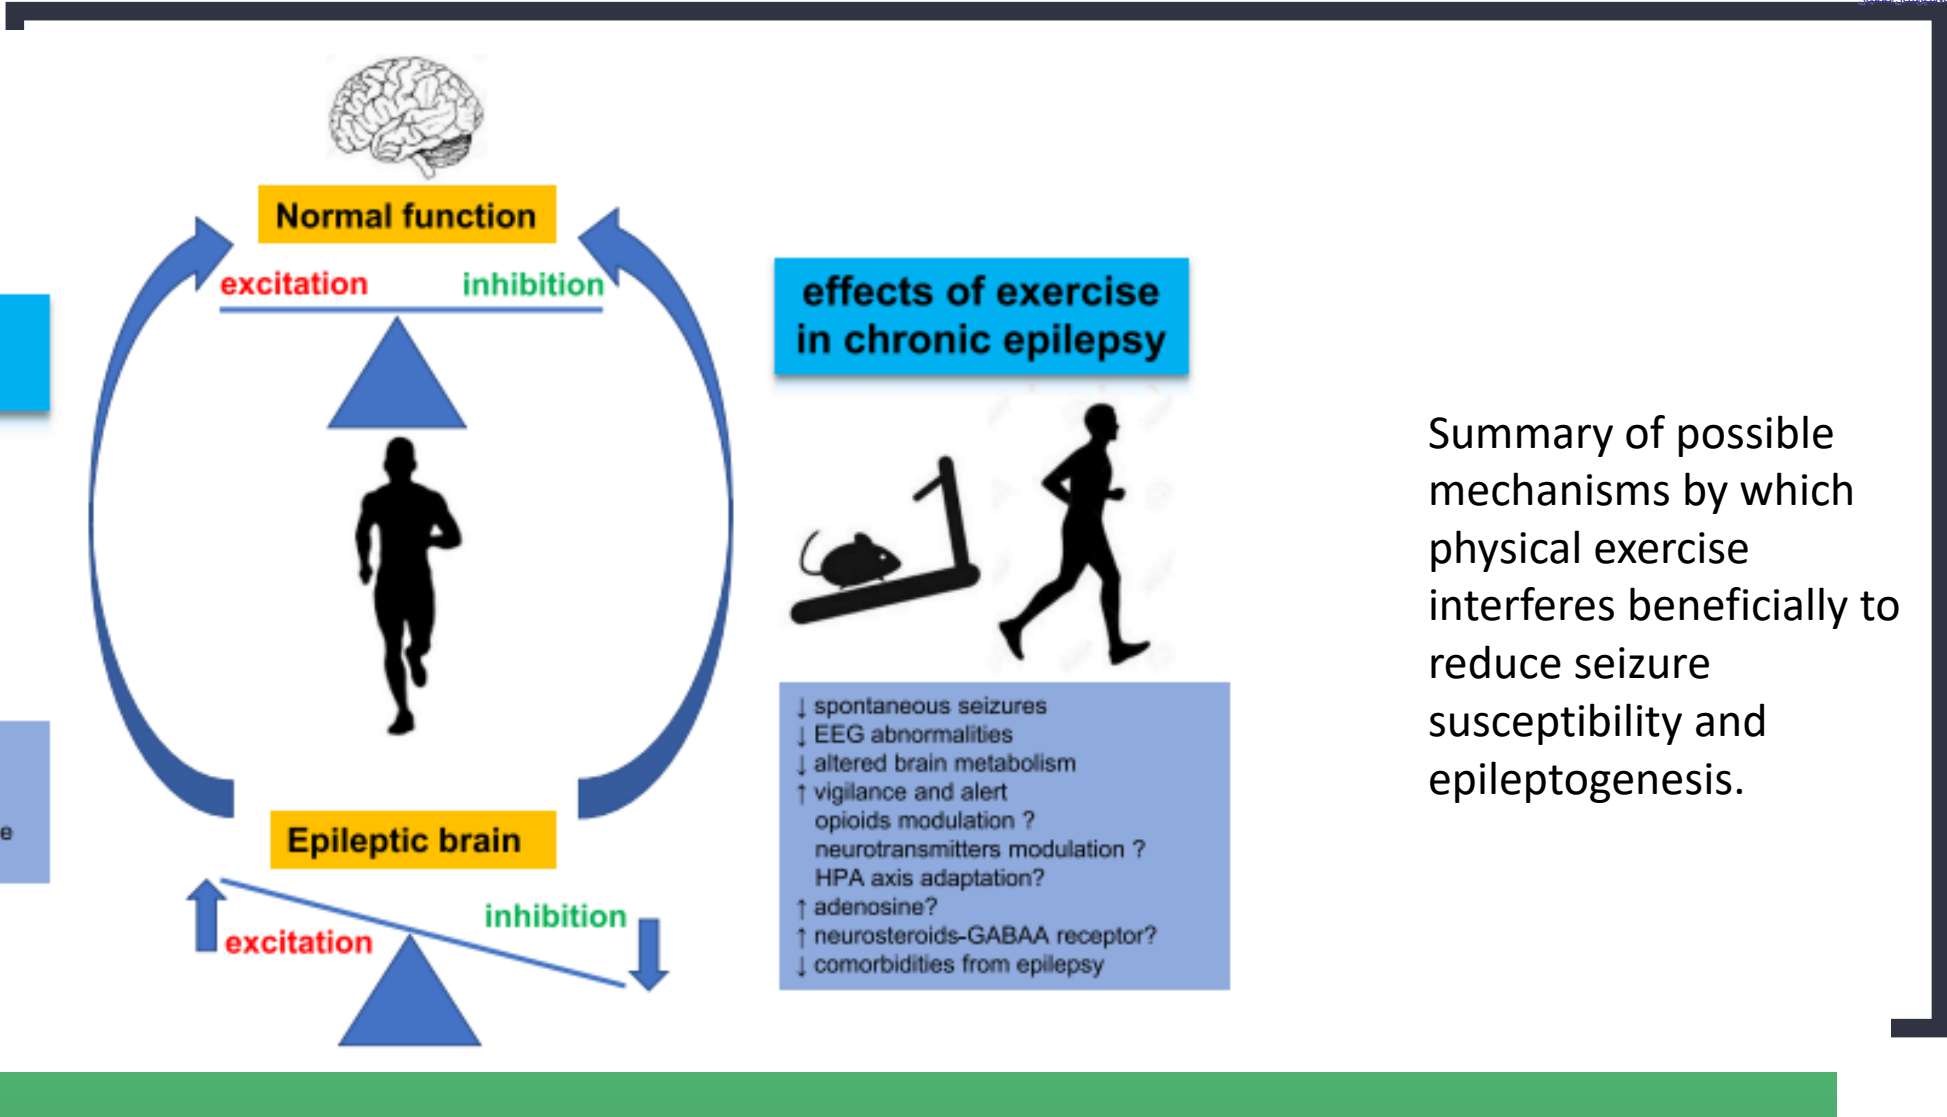 Normal function
excitation inhibition
effects of exercise
in chronic epilepsy
Summary of possible
mechanisms by which
physical exercise
interferes beneficially to
reduce seizure
susceptibility and
epileptogenesis.
↓ spontaneous seizures
↓ EEG abnormalities
↓ altered brain metabolism
↑ vigilance and alert
opioids modulation ?
neurotransmitters modulation ?
HPA axis adaptation?
↑ adenosine?
↑ neurosteroids-GABAA receptor?
↓ comorbidities from epilepsy
e
Epileptic brain
inhibition
excitation